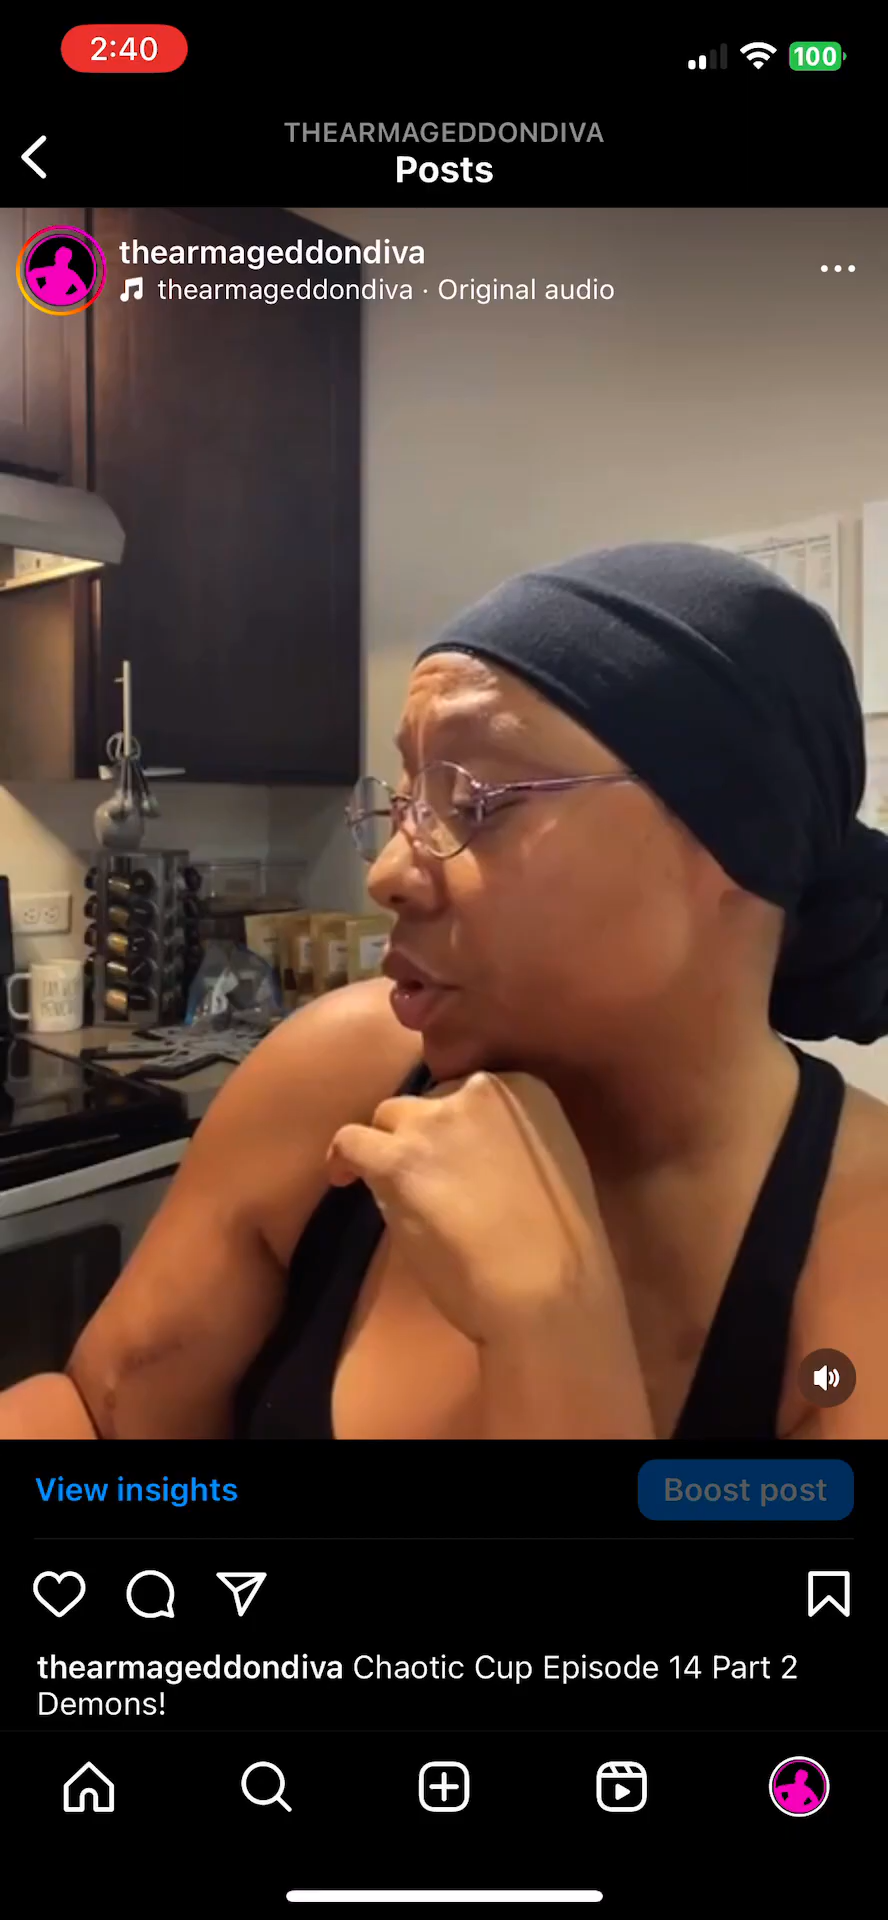 2:40
100
THEARMAGEDDONDIVA
Posts
thearmageddondiva
thearmageddondiva · Original audio
View insights
Boost post
thearmageddondiva Chaotic Cup Episode 14 Part 2
Demons!